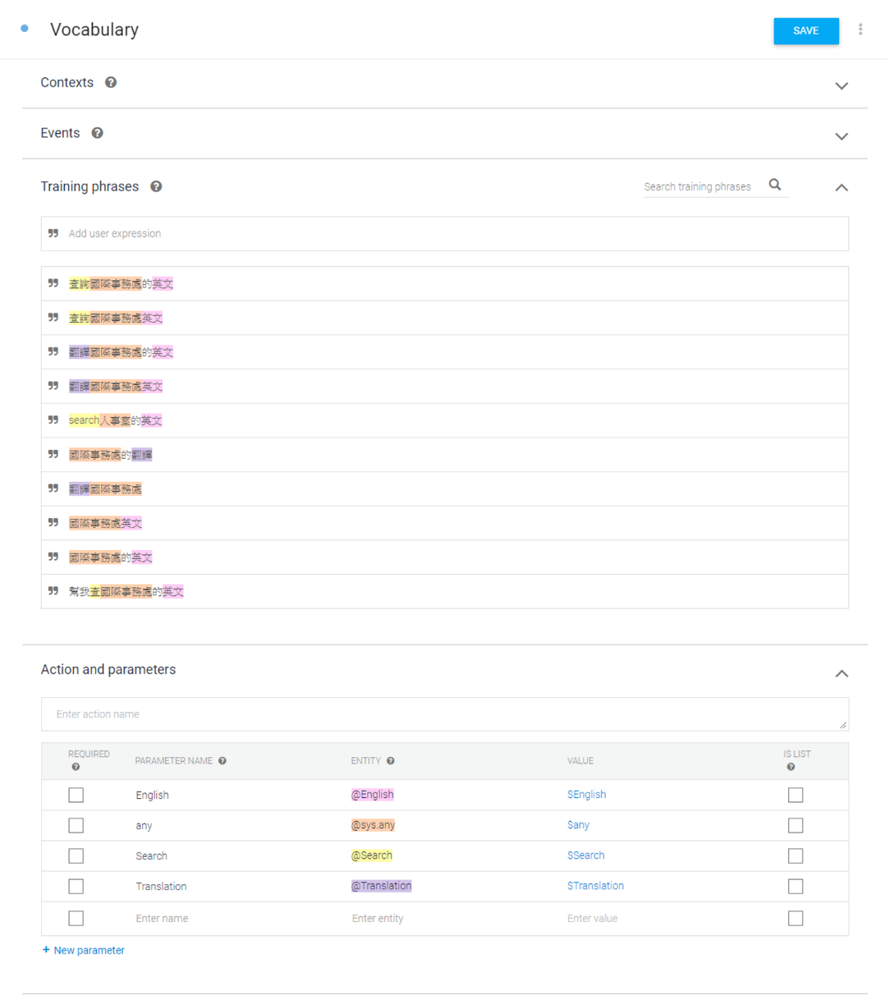 Vocabulary
SAVE
Contexts
Events
Training phrases
Search training phrases
Add user expression
查詢國際事務處的英文
查詢國際事務處英文
翻譯國際事務處的英文
翻譯國際事務處英文
search人事室的英文
國際事務處的翻譯
翻譯國際事務處
國際事務處英文
國際事務處的英文
幫我查國際事務處的英文
Action and parameters
Enter action name
REQUIRED PARAMETER NAME ENTITY VALUE IS LIST
English @English $English
any @sys.any $any
Search @Search $Search
Translation @Translation $Translation
Enter name Enter entity Enter value
+ New parameter